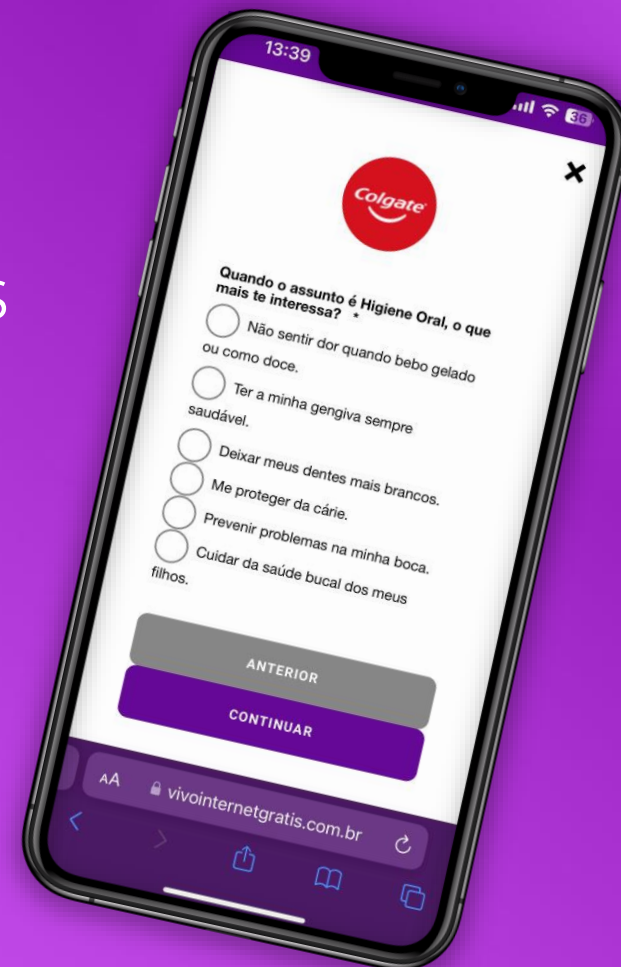 S
13:39
36
Colgate
Quando o assunto é Higiene Oral, o que
mais te interessa? *
Não sentir dor quando bebo gelado
ou como doce.
Ter a minha gengiva sempre
saudável.
Deixar meus dentes mais brancos.
Me proteger da cárie.
Prevenir problemas na minha boca.
Cuidar da saúde bucal dos meus
filhos.
ANTERIOR
CONTINUAR
AA vivointernetgratis.com.br